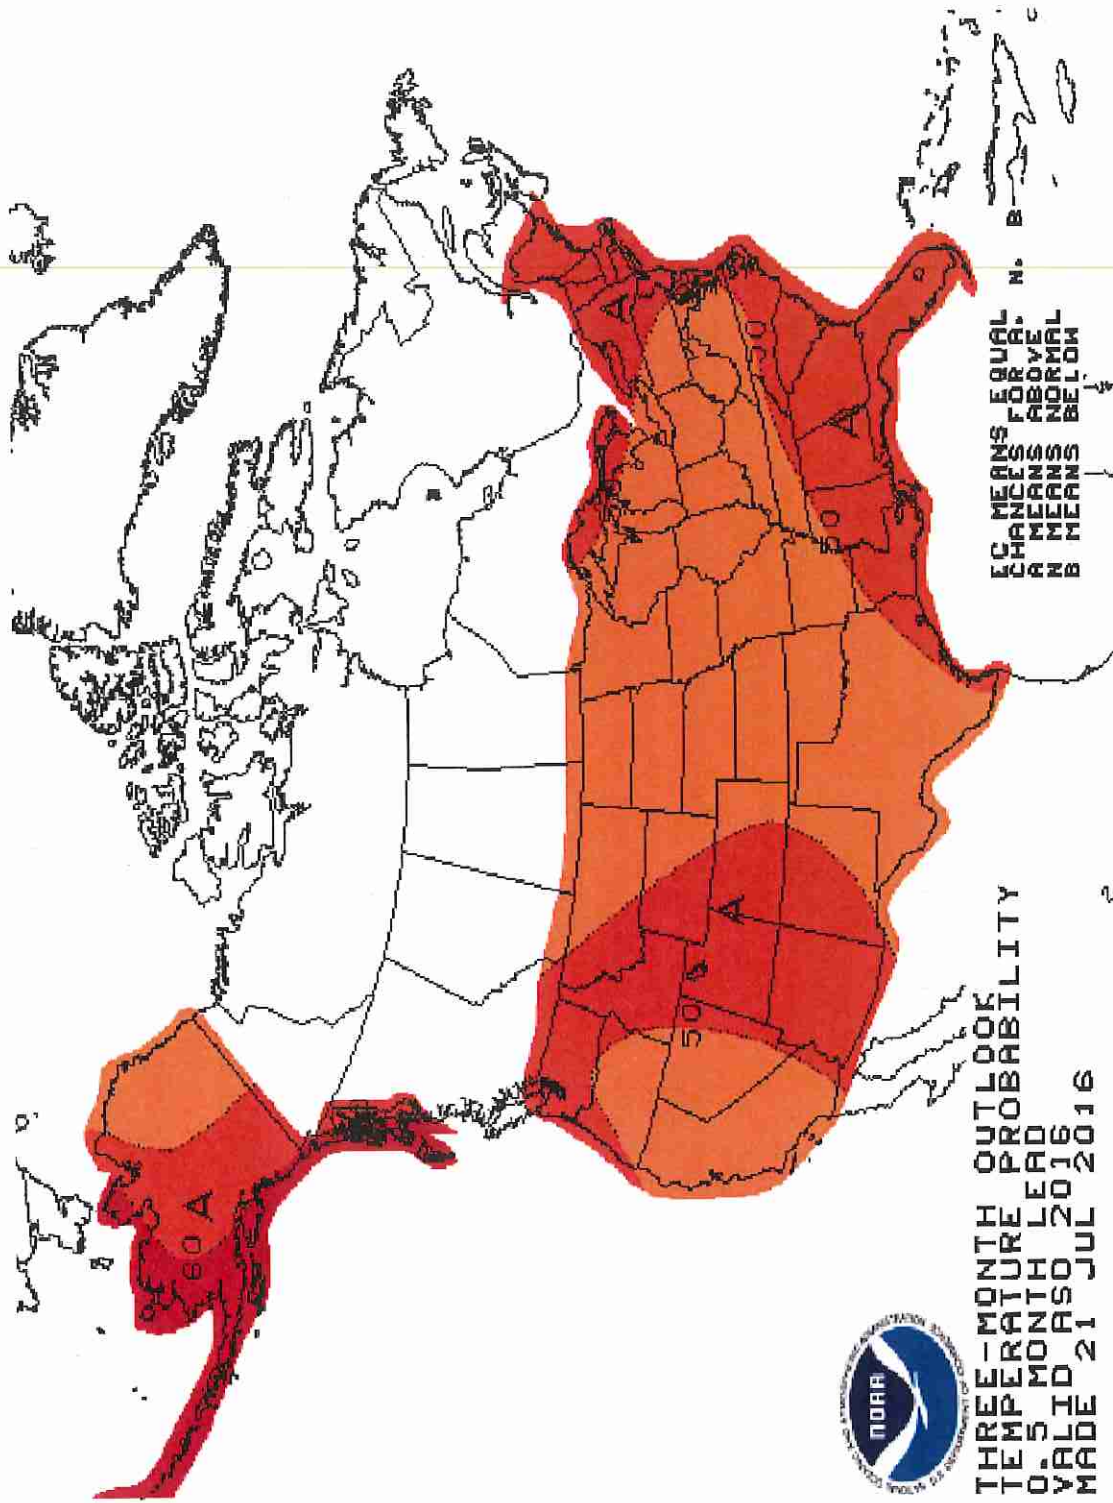 THREE-MONTH OUTLOOK
TEMPERATURE PROBABILITY
0.5 MONTH LEAD
VALID ASO 2016
MADE 21 JUL 2016
EC MEANS EQUAL
CHANCES FOR A, N, B
A MEANS ABOVE
N MEANS NORMAL
B MEANS BELOW
NOAA
60
A
50
A
50
A
A